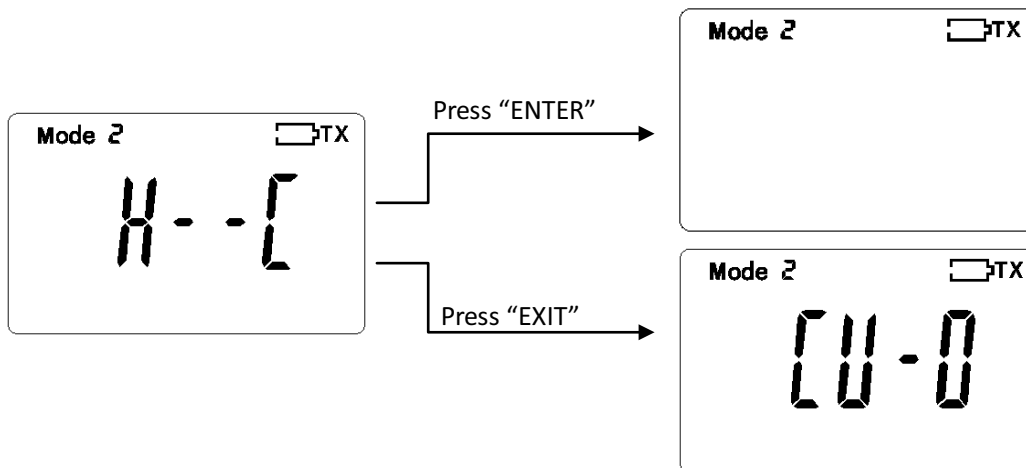 Mode 2 TX
H--C
Press “ENTER”
Mode 2 TX
Press “EXIT”
Mode 2 TX
CU-0